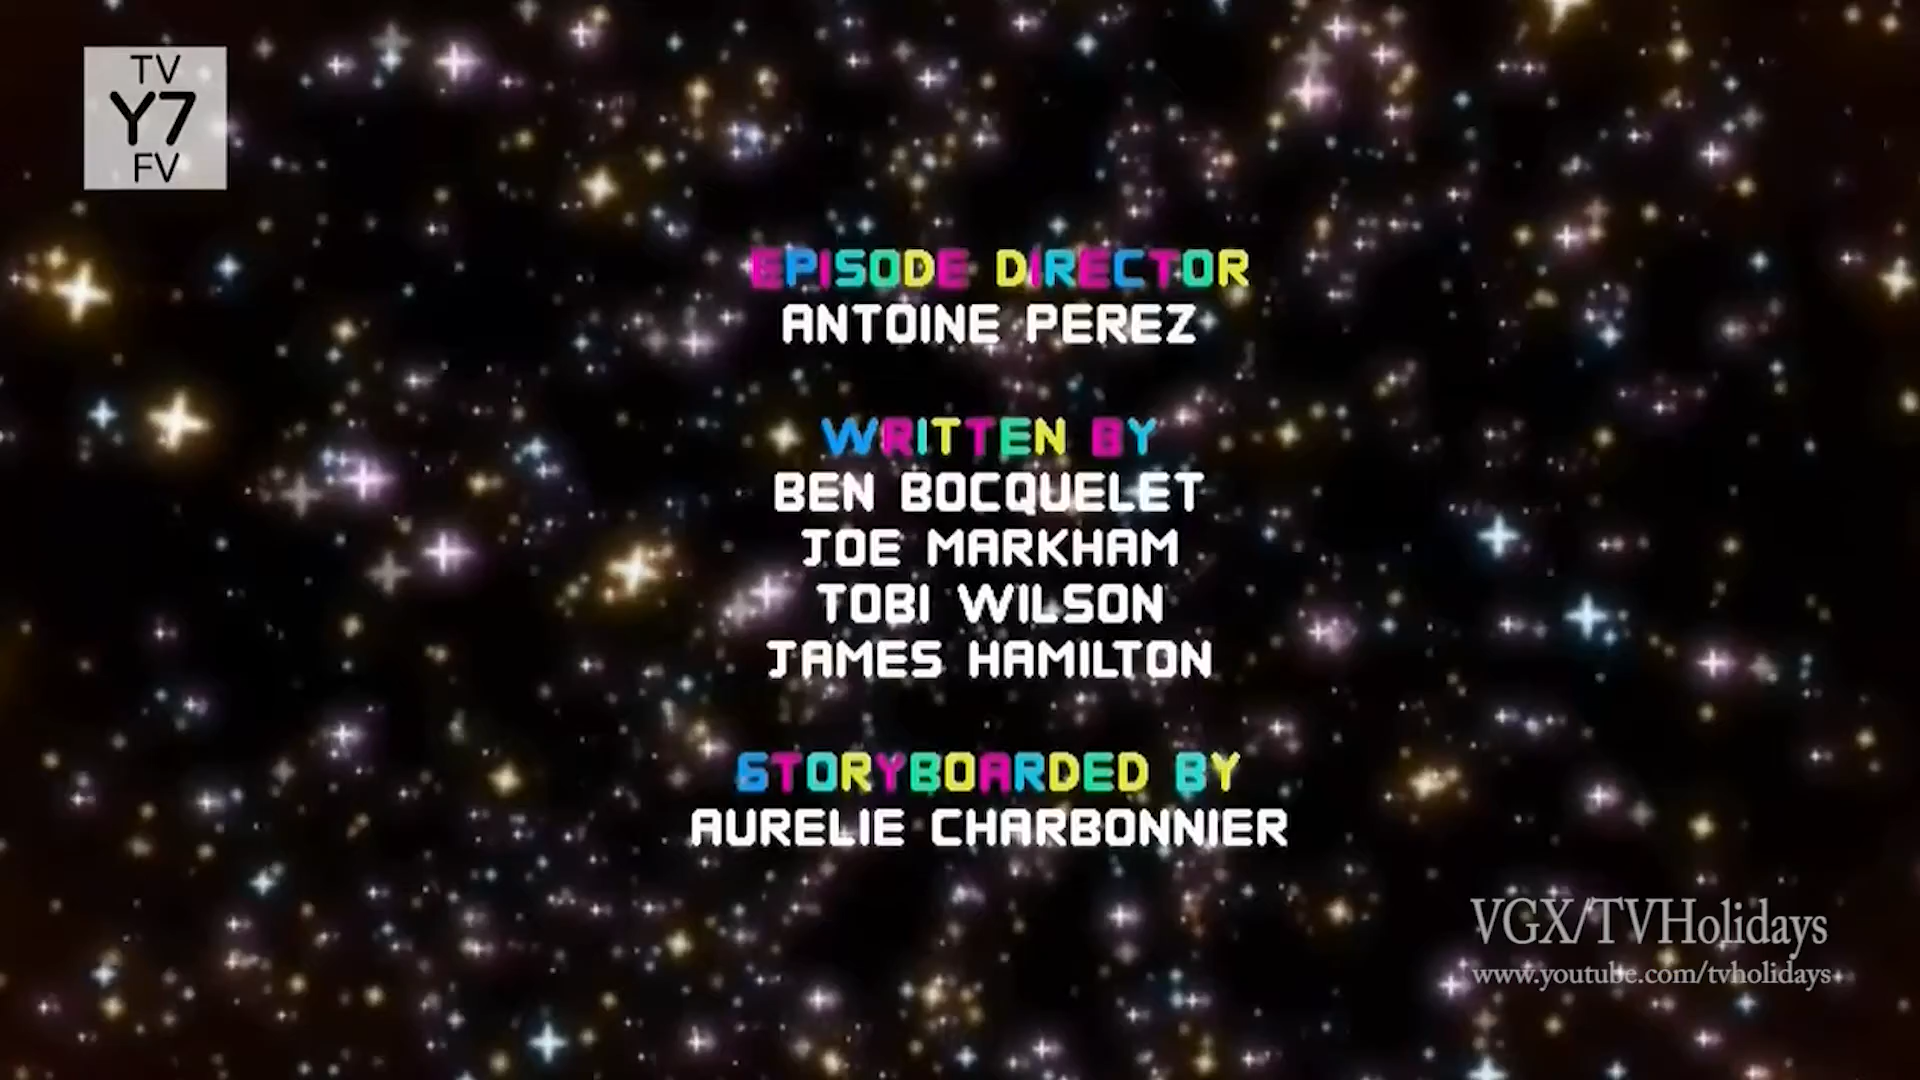 TV
Y7
FV
EPISODE DIRECTOR
ANTOINE PEREZ
WRITTEN BY
BEN BOCQUELET
JOE MARKHAM
TOBI WILSON
JAMES HAMILTON
STORYBOARDED BY
AURELIE CHARBONNIER
VGX/TVHolidays
www.youtube.com/tvholidays